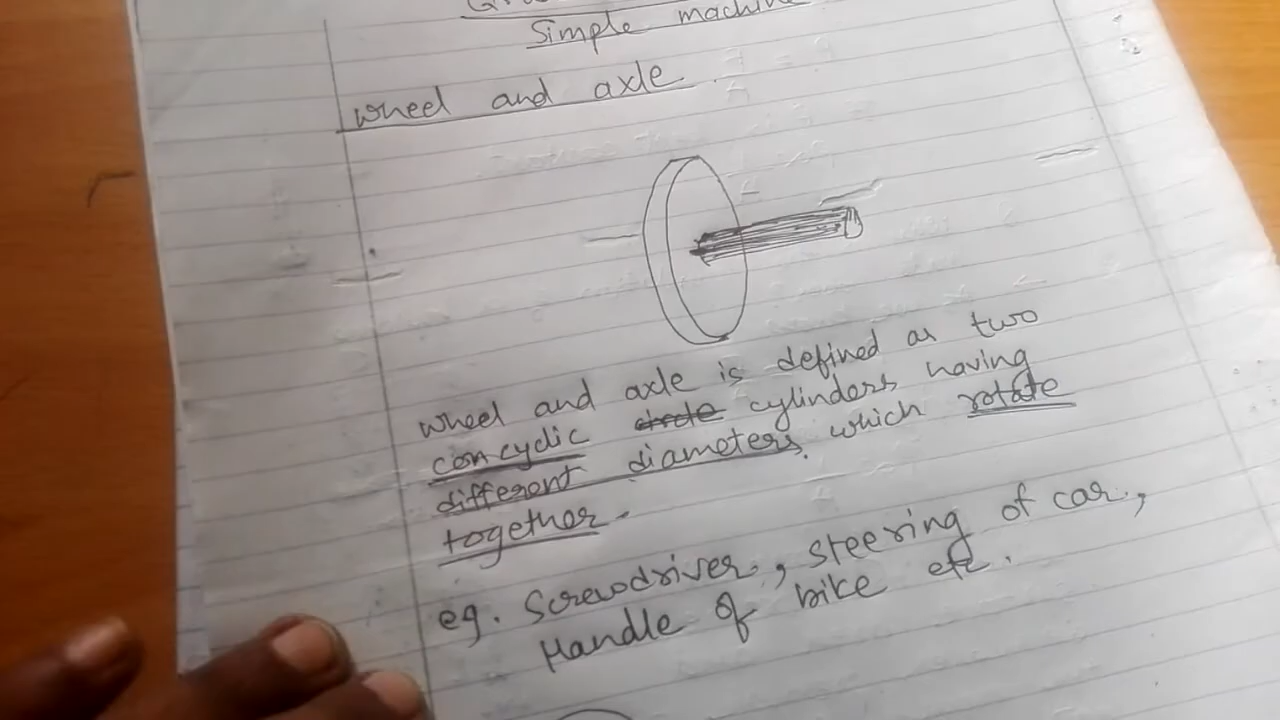 Simple machine
wheel and axle
wheel and axle is defined as two
concyclic circle cylinders having
different diameters, which rotate
together.
eg. Screwdriver, steering of car,
Handle of bike etc.